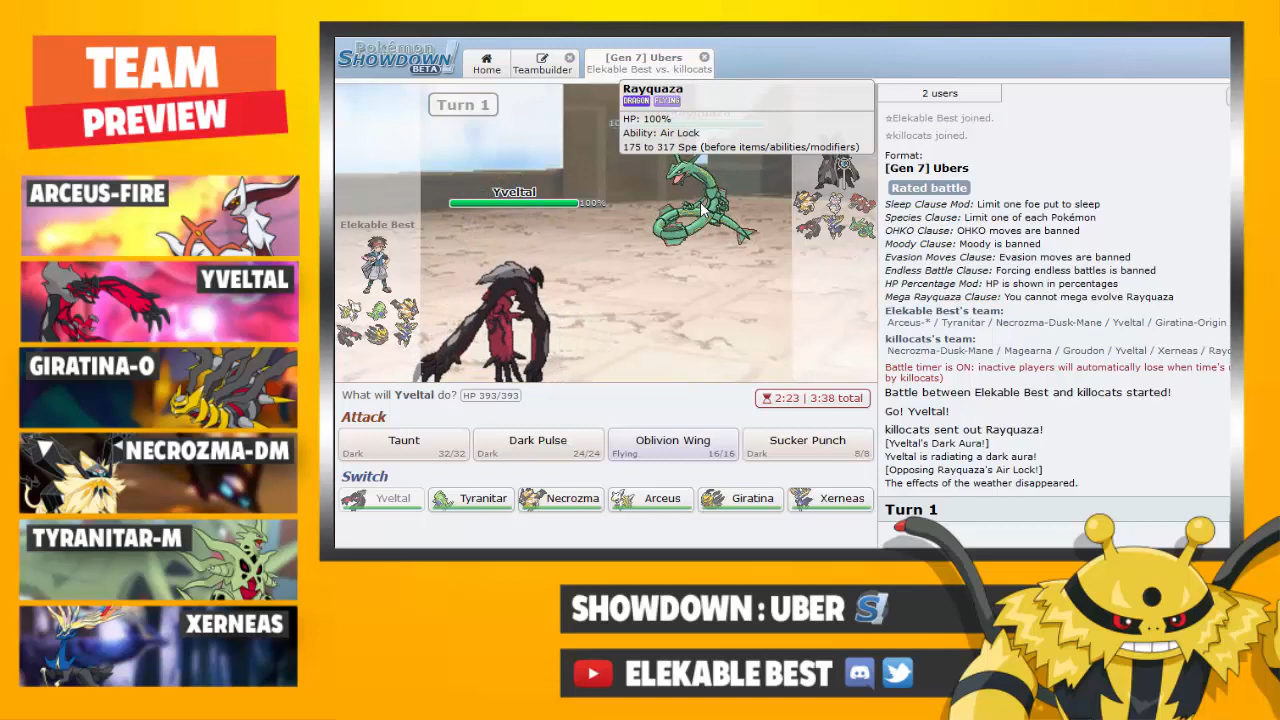 TEAM
PREVIEW
ARCEUS-FIRE
YVELTAL
GIRATINA-O
NECROZMA-DM
TYRANITAR-M
XERNEAS
Pokémon
SHOWDOWN!
BETA
Home
Teambuilder
[Gen 7] Ubers
Elekable Best vs. killocats
Turn 1
Rayquaza
DRAGON FLYING
HP: 100%
Ability: Air Lock
175 to 317 Spe (before items/abilities/modifiers)
Yveltal
100%
Elekable Best
What will Yveltal do? HP 393/393
2:23 | 3:38 total
Attack
Taunt
Dark 32/32
Dark Pulse
Dark 24/24
Oblivion Wing
Flying 16/16
Sucker Punch
Dark 8/8
Switch
Yveltal
Tyranitar
Necrozma
Arceus
Giratina
Xerneas
2 users
☆Elekable Best joined.
☆killocats joined.
Format:
[Gen 7] Ubers
Rated battle
Sleep Clause Mod: Limit one foe put to sleep
Species Clause: Limit one of each Pokémon
OHKO Clause: OHKO moves are banned
Moody Clause: Moody is banned
Evasion Moves Clause: Evasion moves are banned
Endless Battle Clause: Forcing endless battles is banned
HP Percentage Mod: HP is shown in percentages
Mega Rayquaza Clause: You cannot mega evolve Rayquaza
Elekable Best's team:
Arceus-* / Tyranitar / Necrozma-Dusk-Mane / Yveltal / Giratina-Origin
killocats's team:
Necrozma-Dusk-Mane / Magearna / Groudon / Yveltal / Xerneas / Rayq
Battle timer is ON: inactive players will automatically lose when time's
by killocats)
Battle between Elekable Best and killocats started!
Go! Yveltal!
killocats sent out Rayquaza!
[Yveltal's Dark Aura!]
Yveltal is radiating a dark aura!
[Opposing Rayquaza's Air Lock!]
The effects of the weather disappeared.
Turn 1
SHOWDOWN : UBER S
ELEKABLE BEST